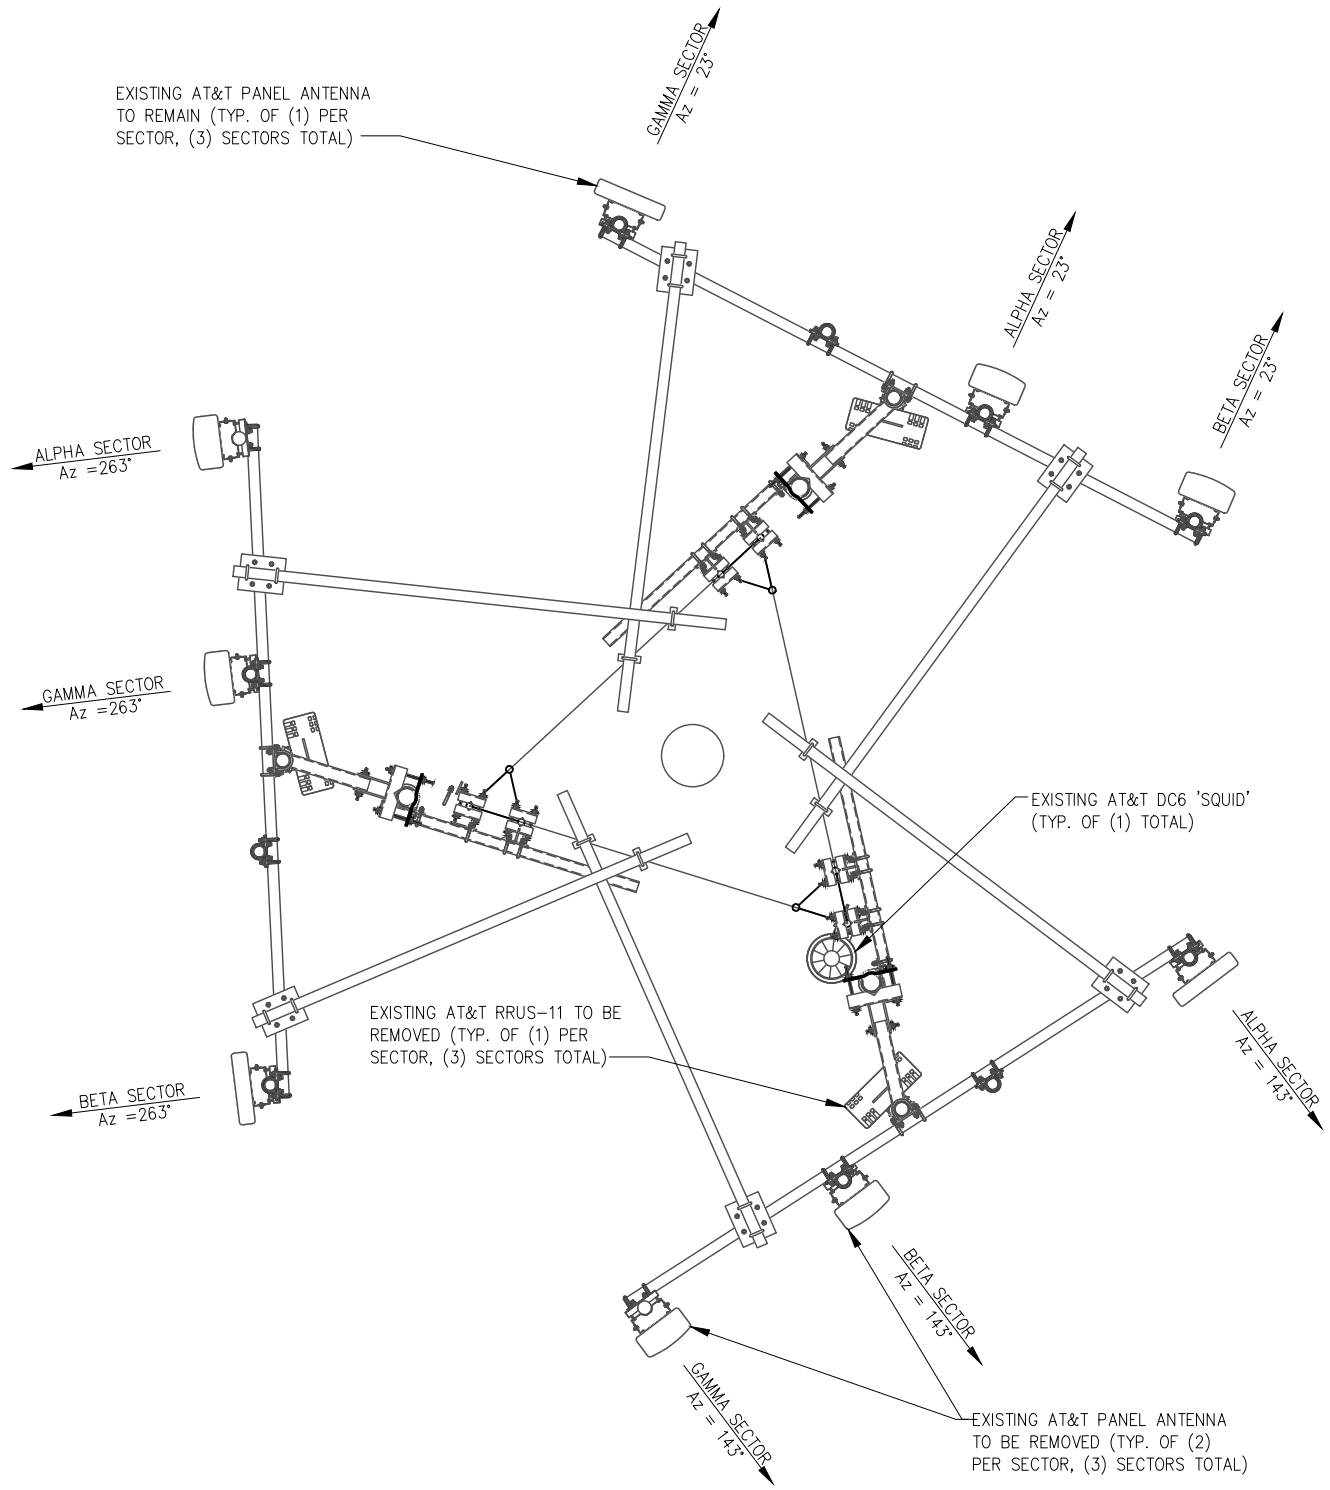 GAMMA SECTOR
Az = 23°
EXISTING AT&T PANEL ANTENNA
TO REMAIN (TYP. OF (1) PER
SECTOR, (3) SECTORS TOTAL)
ALPHA SECTOR
Az = 23°
BETA SECTOR
Az = 23°
ALPHA SECTOR
Az =263°
GAMMA SECTOR
Az =263°
EXISTING AT&T DC6 'SQUID'
(TYP. OF (1) TOTAL)
EXISTING AT&T RRUS-11 TO BE
REMOVED (TYP. OF (1) PER
SECTOR, (3) SECTORS TOTAL)
ALPHA SECTOR
Az = 143°
BETA SECTOR
Az =263°
BETA SECTOR
Az = 143°
GAMMA SECTOR
Az = 143°
EXISTING AT&T PANEL ANTENNA
TO BE REMOVED (TYP. OF (2)
PER SECTOR, (3) SECTORS TOTAL)